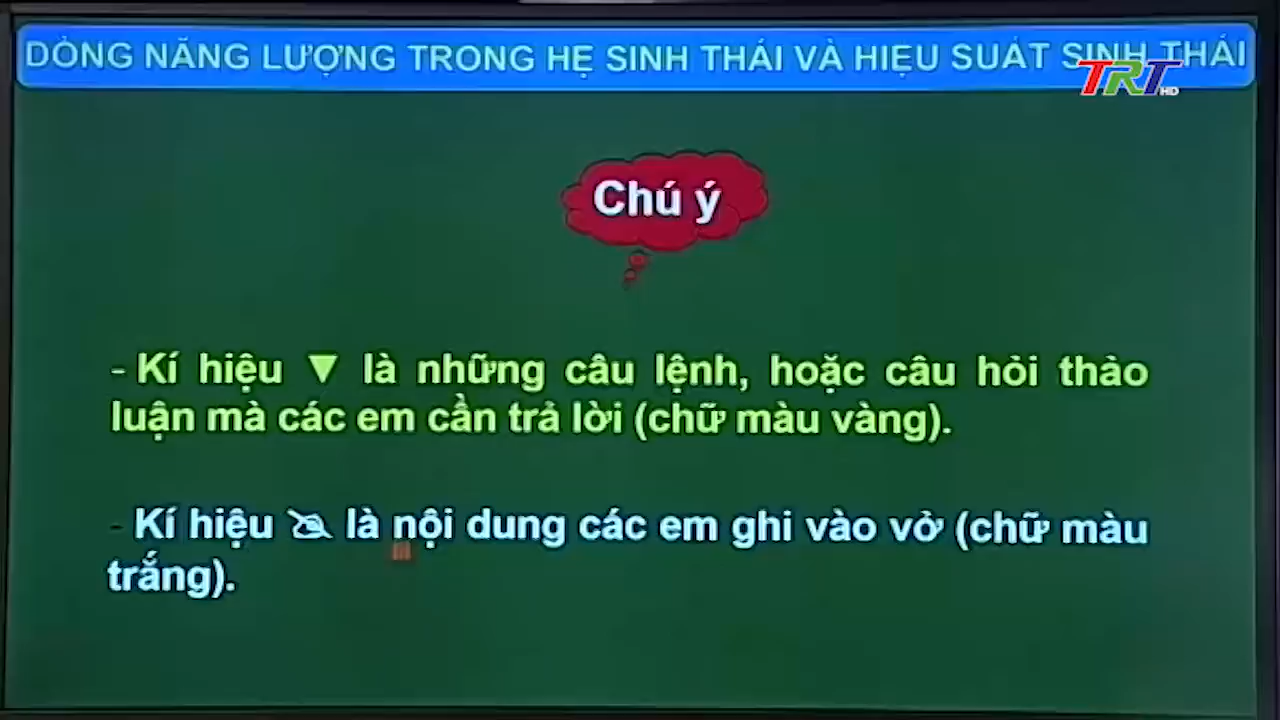 DÒNG NĂNG LƯỢNG TRONG HỆ SINH THÁI VÀ HIỆU SUẤT SINH THÁI
TRT HD
Chú ý
- Kí hiệu ▼ là những câu lệnh, hoặc câu hỏi thảo
luận mà các em cần trả lời (chữ màu vàng).
- Kí hiệu ✍ là nội dung các em ghi vào vở (chữ màu
trắng).